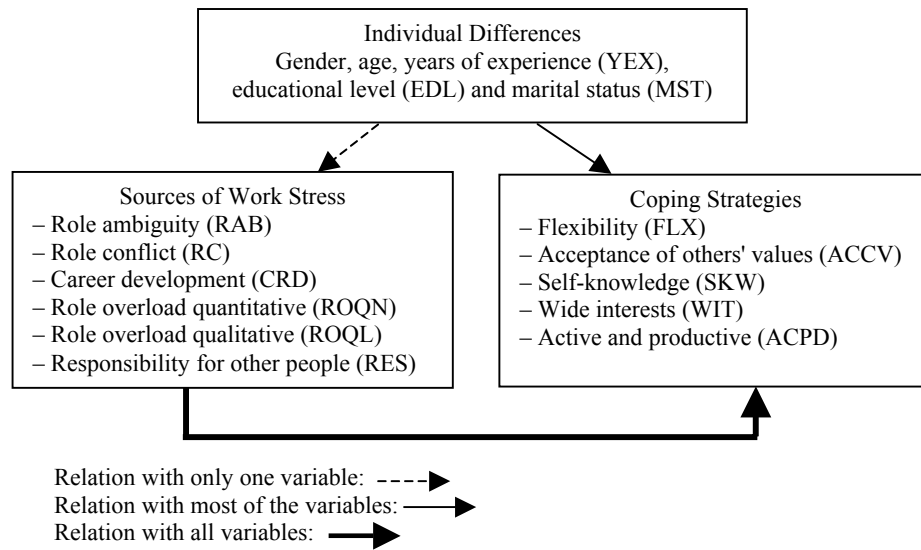 Individual Differences
Gender, age, years of experience (YEX),
educational level (EDL) and marital status (MST)
Sources of Work Stress
– Role ambiguity (RAB)
– Role conflict (RC)
– Career development (CRD)
– Role overload quantitative (ROQN)
– Role overload qualitative (ROQL)
– Responsibility for other people (RES)
Coping Strategies
– Flexibility (FLX)
– Acceptance of others' values (ACCV)
– Self-knowledge (SKW)
– Wide interests (WIT)
– Active and productive (ACPD)
Relation with only one variable:
Relation with most of the variables:
Relation with all variables: